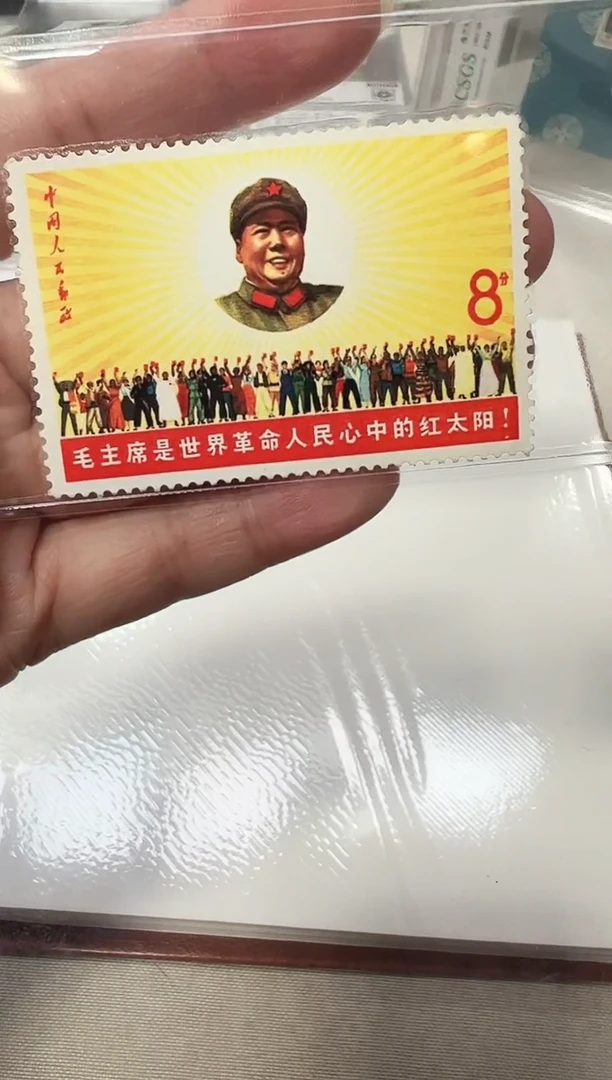 CSGS
中国人民邮政
8分
毛主席是世界革命人民心中的红太阳！